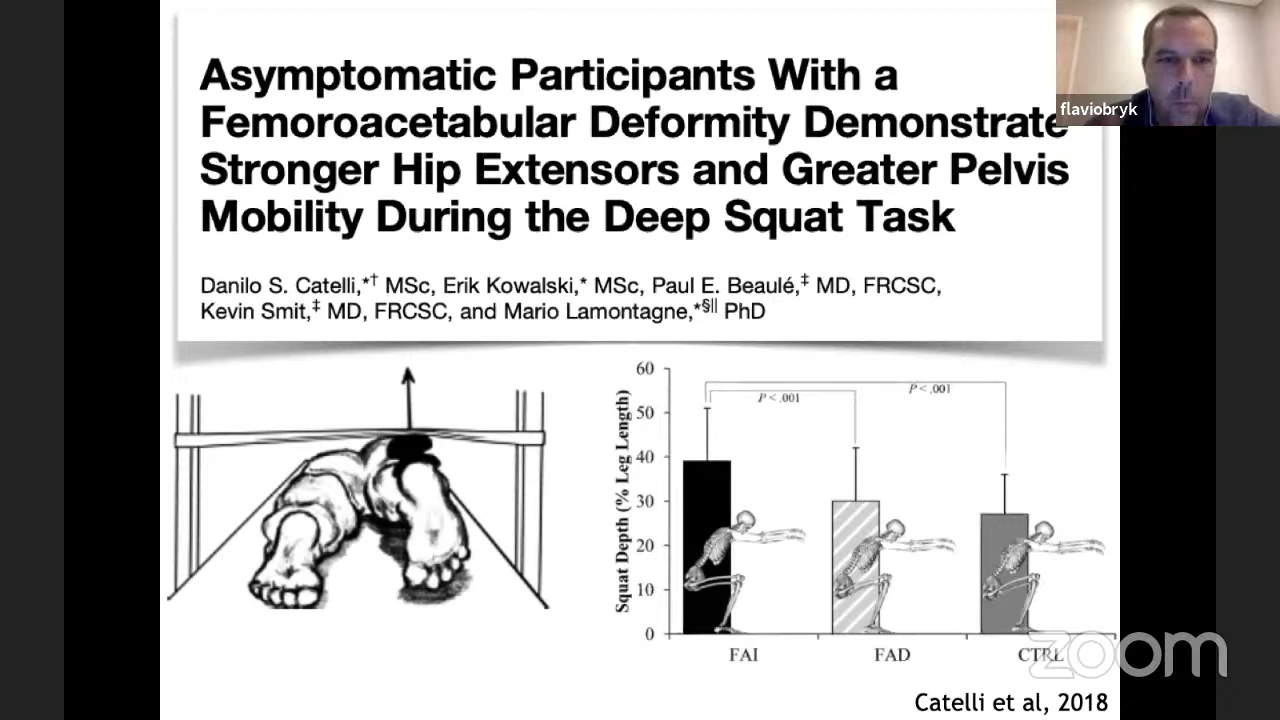 Asymptomatic Participants With a
Femoroacetabular Deformity Demonstrate
Stronger Hip Extensors and Greater Pelvis
Mobility During the Deep Squat Task
Danilo S. Catelli,*† MSc, Erik Kowalski,* MSc, Paul E. Beaulé,‡ MD, FRCSC,
Kevin Smit,‡ MD, FRCSC, and Mario Lamontagne,*§|| PhD
flaviobryk
Squat Depth (% Leg Length)
60
50
40
30
20
10
0
P < .001
P < .001
FAI
FAD
CTRL
zoom
Catelli et al, 2018